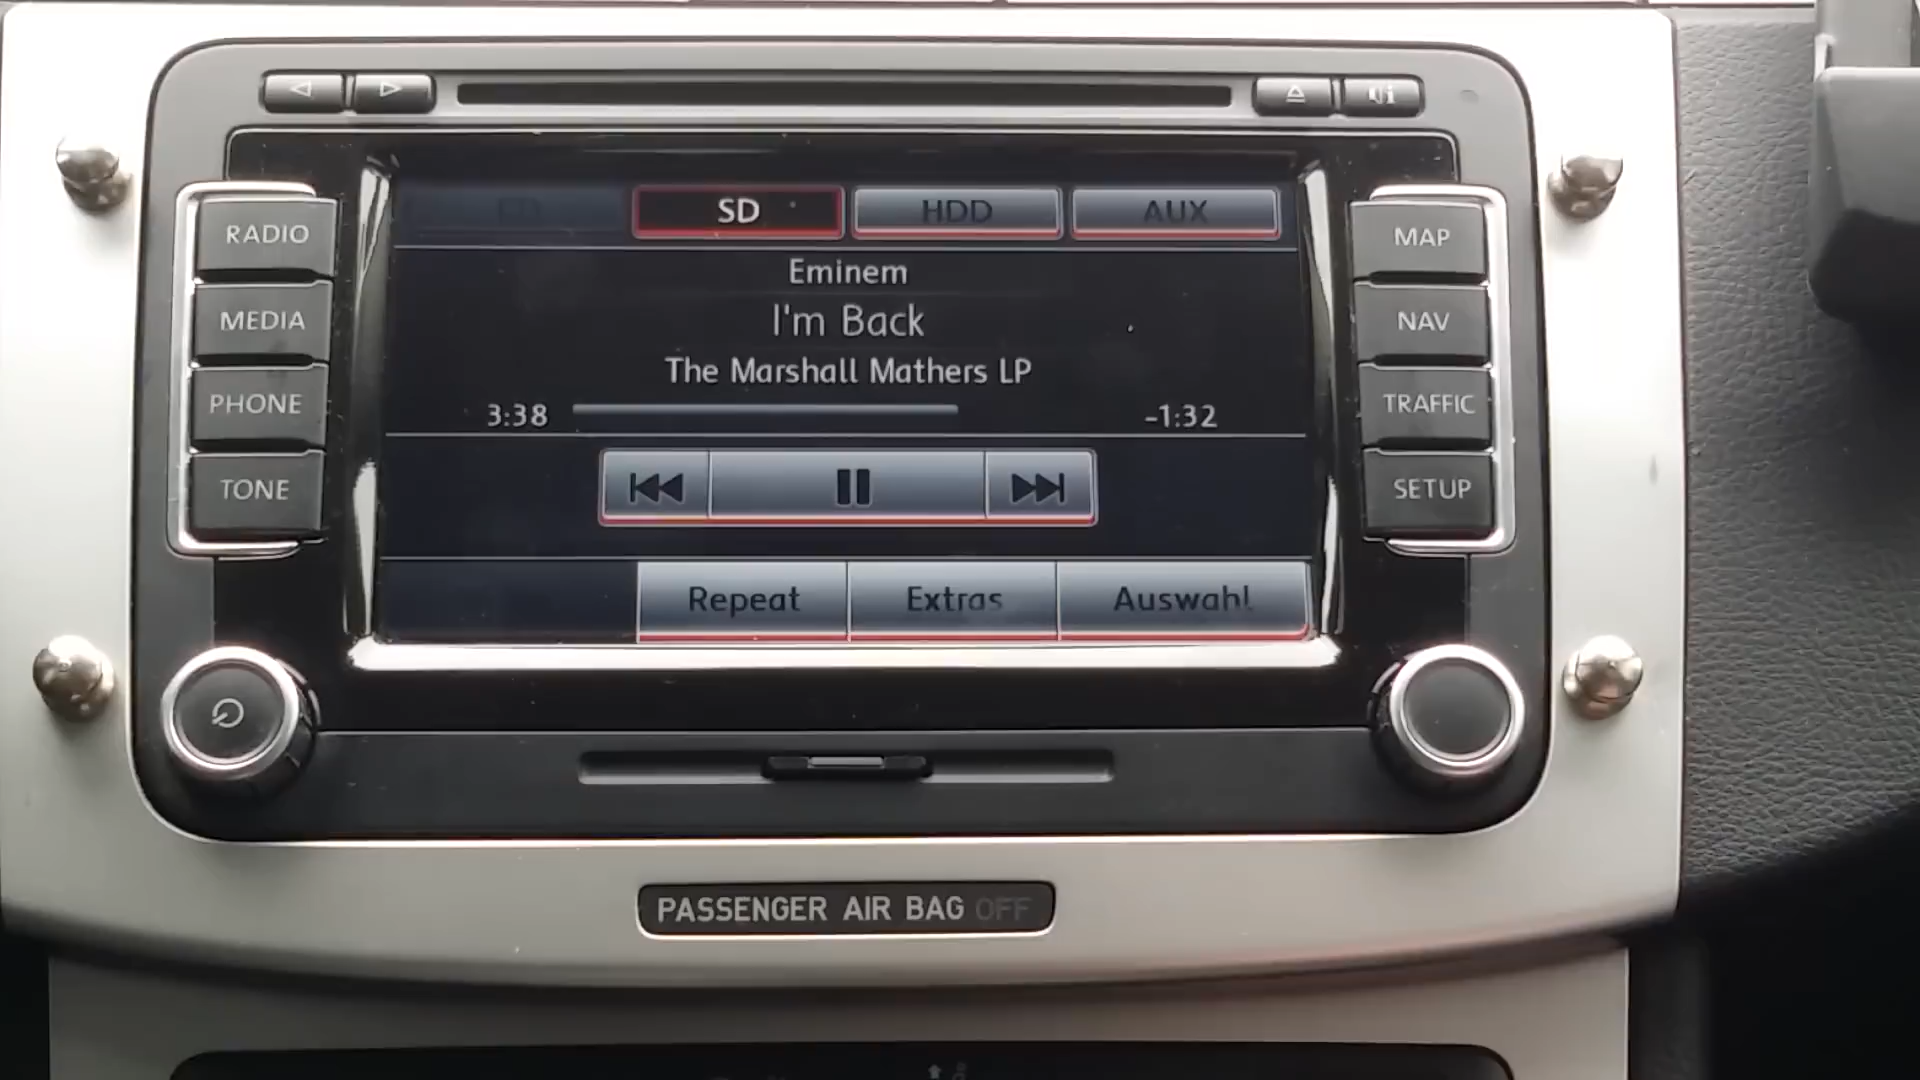 SD HDD AUX
RADIO
MEDIA
PHONE
TONE
Eminem
I'm Back
The Marshall Mathers LP
3:38 -1:32
Repeat Extras Auswahl
MAP
NAV
TRAFFIC
SETUP
PASSENGER AIR BAG OFF